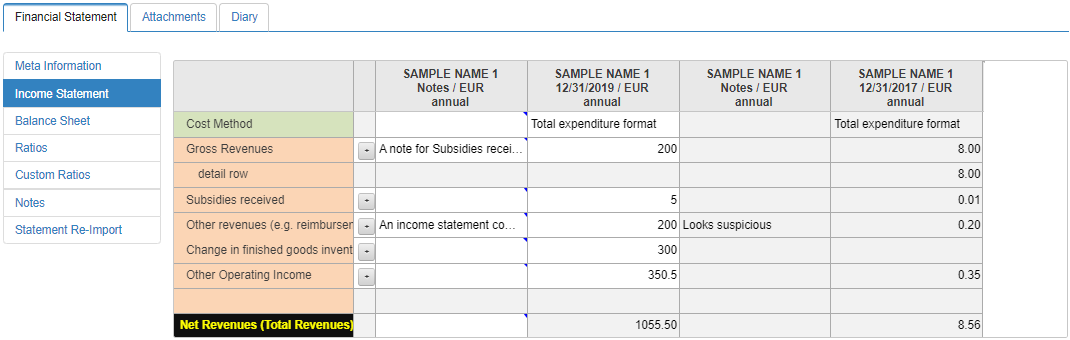 Financial Statement Attachments Diary
Meta Information
Income Statement
Balance Sheet
Ratios
Custom Ratios
Notes
Statement Re-Import
SAMPLE NAME 1 Notes / EUR annual SAMPLE NAME 1 12/31/2019 / EUR annual SAMPLE NAME 1 Notes / EUR annual SAMPLE NAME 1 12/31/2017 / EUR annual
Cost Method Total expenditure format Total expenditure format
Gross Revenues + A note for Subsidies recei... 200 8.00
detail row 8.00
Subsidies received + 5 0.01
Other revenues (e.g. reimburser + An income statement co... 200 Looks suspicious 0.20
Change in finished goods invent + 300
Other Operating Income + 350.5 0.35
Net Revenues (Total Revenues) 1055.50 8.56